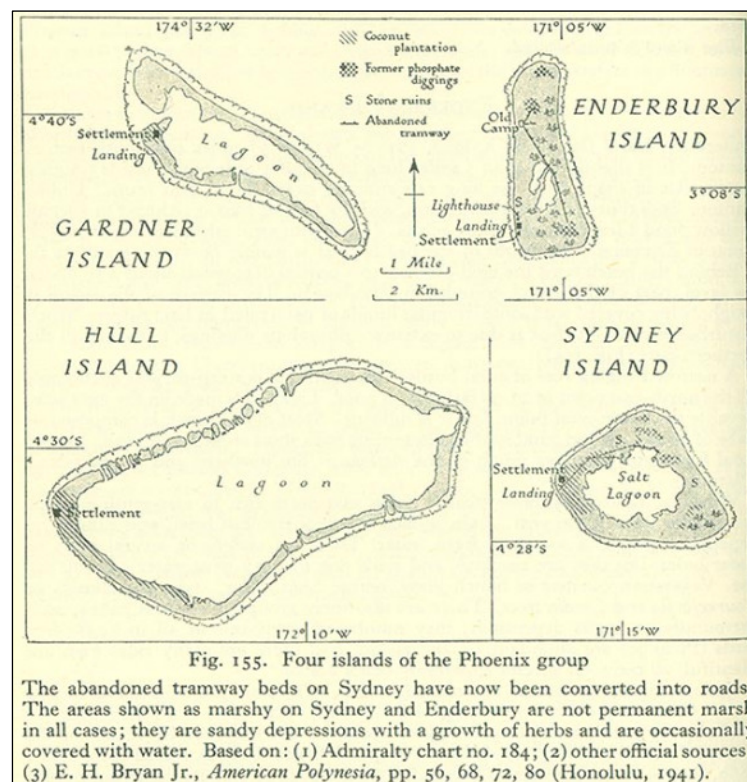 174° 32'W
171° 05'W
Coconut
plantation
Former phosphate
diggings
S Stone ruins
Abandoned
tramway
4° 40'S
Settlement
Landing
Lagoon
GARDNER
ISLAND
Old
Camp
ENDERBURY
ISLAND
3° 08'S
S
Lighthouse
Landing
Settlement
1 Mile
2 Km.
171° 05'W
HULL
ISLAND
4° 30'S
Lagoon
Settlement
172° 10'W
SYDNEY
ISLAND
S
Settlement
Landing
Salt
Lagoon
S
4° 28'S
171° 15'W
Fig. 155. Four islands of the Phoenix group
The abandoned tramway beds on Sydney have now been converted into roads
The areas shown as marshy on Sydney and Enderbury are not permanent marsh
in all cases; they are sandy depressions with a growth of herbs and are occasionally
covered with water. Based on: (1) Admiralty chart no. 184; (2) other official sources
(3) E. H. Bryan Jr., American Polynesia, pp. 56, 68, 72, 80 (Honolulu, 1941).